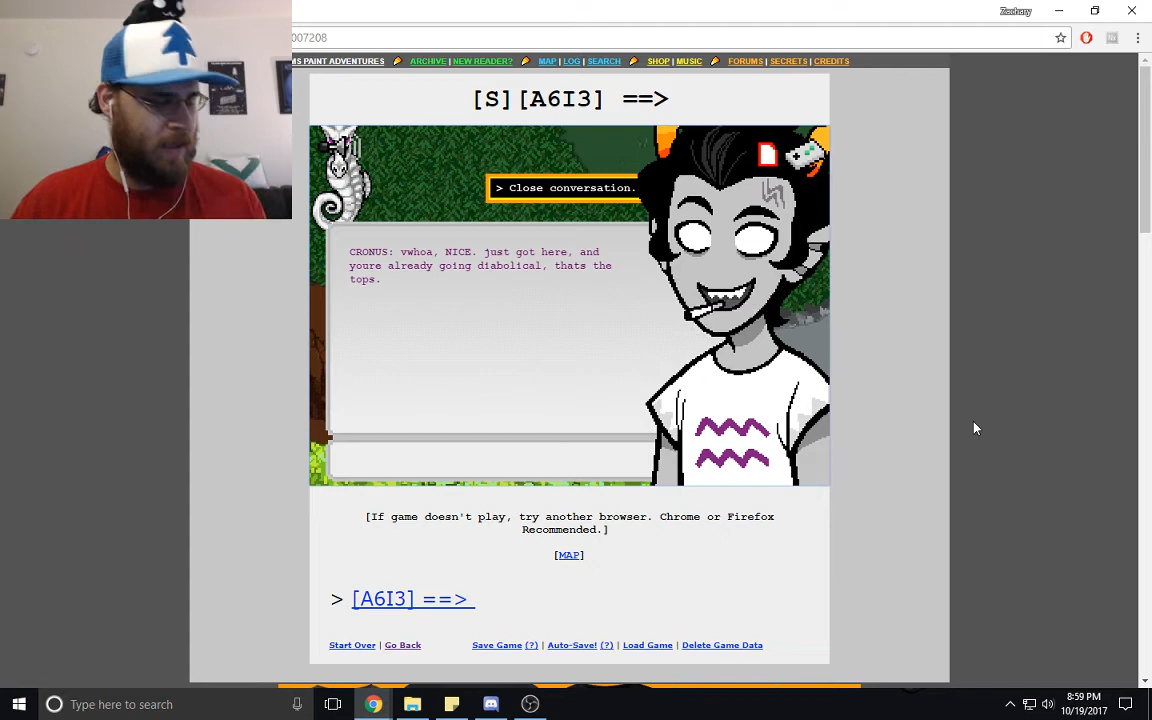 Zachary
007208
MS PAINT ADVENTURES ARCHIVE | NEW READER? MAP | LOG | SEARCH SHOP | MUSIC FORUMS | SECRETS | CREDITS
[S][A6I3] ==>
> Close conversation.
CRONUS: vwhoa, NICE. just got here, and
youre already going diabolical, thats the
tops.
[If game doesn't play, try another browser. Chrome or Firefox
Recommended.]
[MAP]
> [A6I3] ==>
Start Over | Go Back Save Game (?) | Auto-Save! (?) | Load Game | Delete Game Data
Type here to search
8:59 PM
10/19/2017